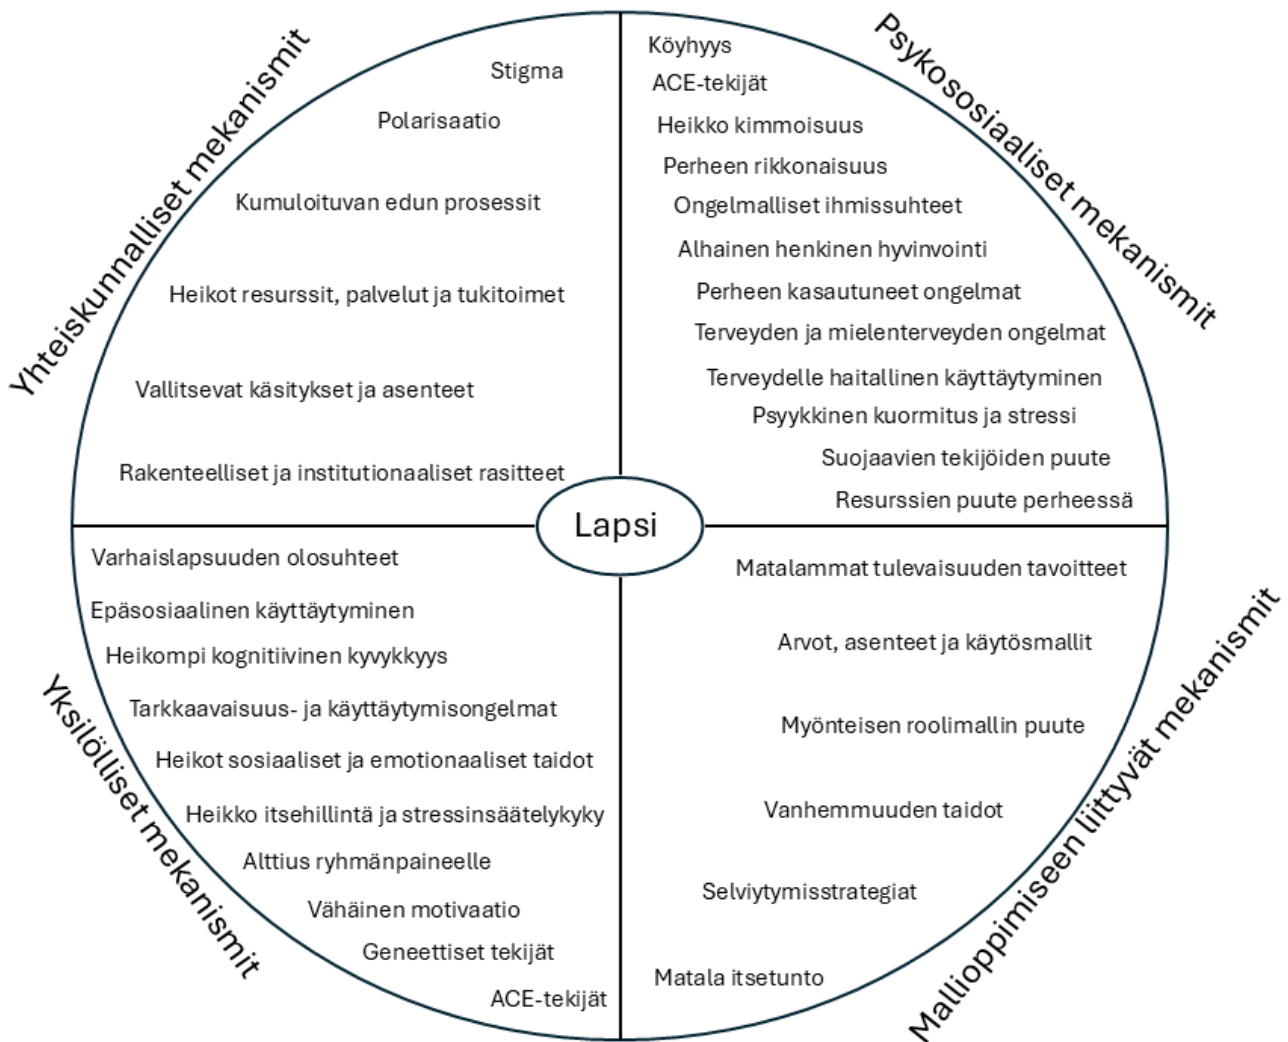 Yhteiskunnalliset mekanismit
Stigma
Polarisaatio
Kumuloituvan edun prosessit
Heikot resurssit, palvelut ja tukitoimet
Vallitsevat käsitykset ja asenteet
Rakenteelliset ja institutionaaliset rasitteet
Psykososiaaliset mekanismit
Köyhyys
ACE-tekijät
Heikko kimmoisuus
Perheen rikkonaisuus
Ongelmalliset ihmissuhteet
Alhainen henkinen hyvinvointi
Perheen kasautuneet ongelmat
Terveyden ja mielenterveyden ongelmat
Terveydelle haitallinen käyttäytyminen
Psyykkinen kuormitus ja stressi
Suojaavien tekijöiden puute
Resurssien puute perheessä
Lapsi
Yksilölliset mekanismit
Varhaislapsuuden olosuhteet
Epäsosiaalinen käyttäytyminen
Heikompi kognitiivinen kyvykkyys
Tarkkaavaisuus- ja käyttäytymisongelmat
Heikot sosiaaliset ja emotionaaliset taidot
Heikko itsehillintä ja stressinsäätelykyky
Alttius ryhmänpaineelle
Vähäinen motivaatio
Geneettiset tekijät
ACE-tekijät
Mallioppimiseen liittyvät mekanismit
Matalammat tulevaisuuden tavoitteet
Arvot, asenteet ja käytösmallit
Myönteisen roolimallin puute
Vanhemmuuden taidot
Selviytymisstrategiat
Matala itsetunto